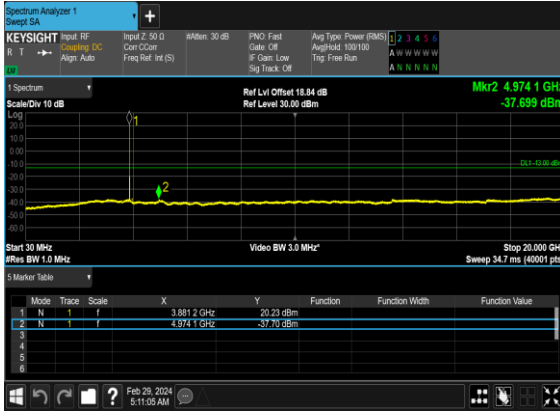 Spectrum Analyzer 1
Swept SA
+
KEYSIGHT Input: RF Input Z: 50 Ω #Atten: 30 dB PNO: Fast Avg Type: Power (RMS) 1 2 3 4 5 6
R T Coupling: DC Corr CCorr Gate: Off Avg|Hold: 100/100 A W W W W W
Align: Auto Freq Ref: Int (S) IF Gain: Low Trig: Free Run
Sig Track: Off A N N N N N
1 Spectrum
Ref Lvl Offset 18.84 dB Mkr2 4.974 1 GHz
Scale/Div 10 dB Ref Level 30.00 dBm -37.699 dBm
Log
1
20.0
10.0
0.00
-10.0 DL1 -13.00 dBm
-20.0
-30.0 2
-40.0
-50.0
-60.0
Start 30 MHz Video BW 3.0 MHz* Stop 20.000 GH
#Res BW 1.0 MHz Sweep 34.7 ms (40001 pts
5 Marker Table
Mode Trace Scale X Y Function Function Width Function Value
1 N 1 f 3.881 2 GHz 20.23 dBm
2 N 1 f 4.974 1 GHz -37.70 dBm
3
4
5
6
? Feb 29, 2024
5:11:05 AM